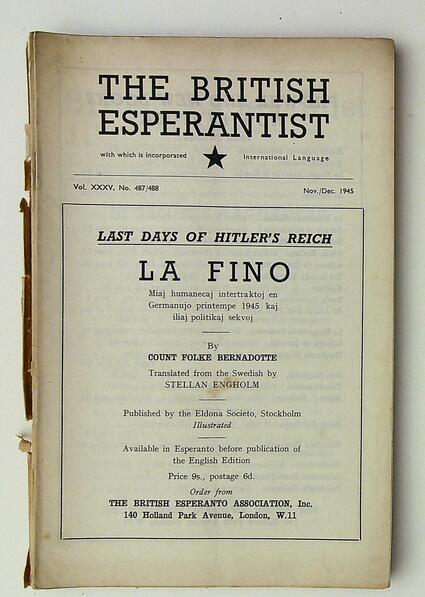 THE BRITISH
ESPERANTIST
with which is incorporated ★ International Language
Vol. XXXV, No. 487/488 Nov./Dec. 1945
LAST DAYS OF HITLER'S REICH
LA FINO
Miaj humanecaj intertraktoj en
Germanujo printempe 1945 kaj
iliaj politikaj sekvoj
By
COUNT FOLKE BERNADOTTE
Translated from the Swedish by
STELLAN ENGHOLM
Published by the Eldona Societo, Stockholm
Illustrated
Available in Esperanto before publication of
the English Edition
Price 9s., postage 6d.
Order from
THE BRITISH ESPERANTO ASSOCIATION, Inc.
140 Holland Park Avenue, London, W.11